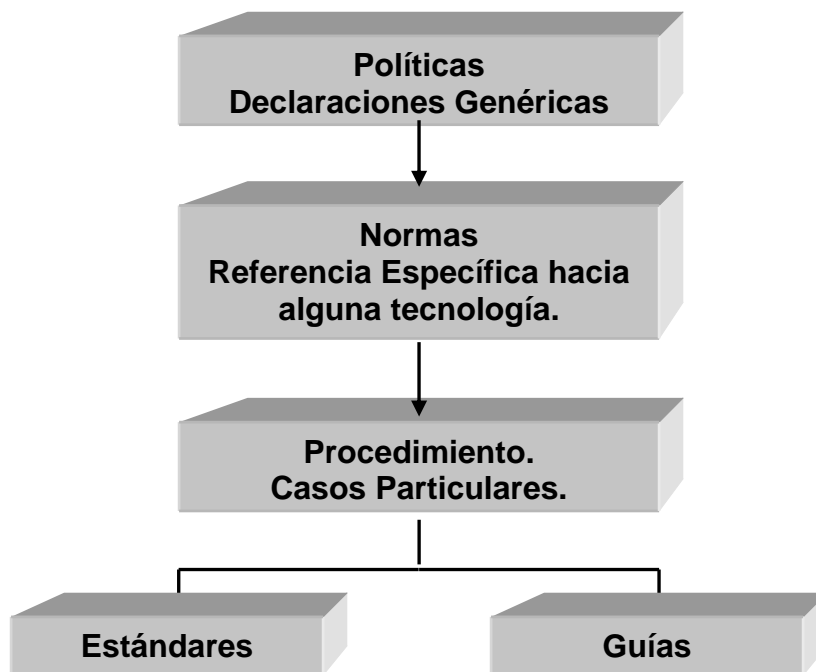 Políticas
Declaraciones Genéricas
Normas
Referencia Específica hacia
alguna tecnología.
Procedimiento.
Casos Particulares.
Estándares
Guías